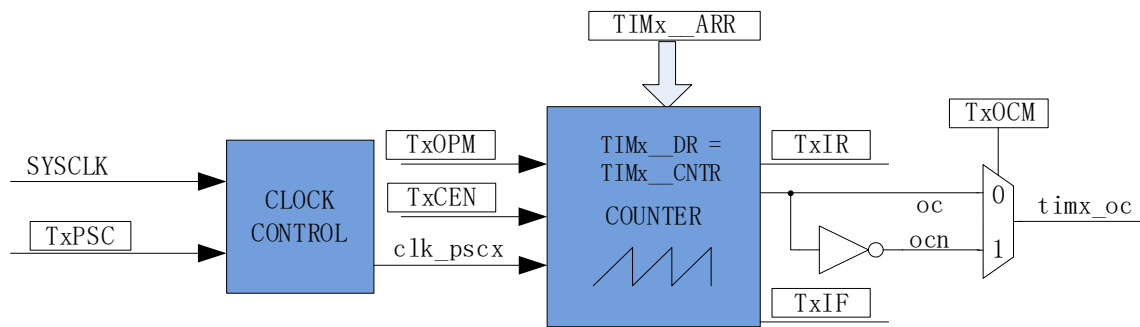 TIMx__ARR
TxOCM
TxOPM
TIMx__DR =
TIMx__CNTR
TxIR
SYSCLK
CLOCK
CONTROL
TxCEN
COUNTER
oc
0
timx_oc
TxPSC
clk_pscx
ocn
1
TxIF